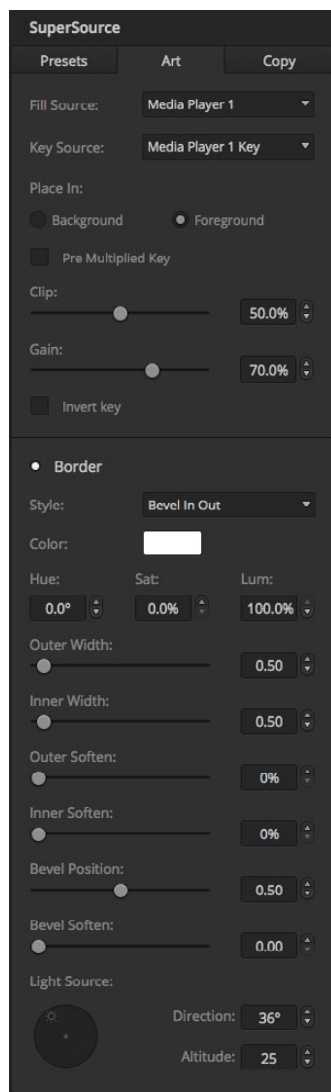 SuperSource
Presets Art Copy
Fill Source: Media Player 1
Key Source: Media Player 1 Key
Place In:
Background Foreground
Pre Multiplied Key
Clip:
50.0%
Gain:
70.0%
Invert key
Border
Style: Bevel In Out
Color:
Hue: Sat: Lum:
0.0° 0.0% 100.0%
Outer Width:
0.50
Inner Width:
0.50
Outer Soften:
0%
Inner Soften:
0%
Bevel Position:
0.50
Bevel Soften:
0.00
Light Source:
Direction: 36°
Altitude: 25